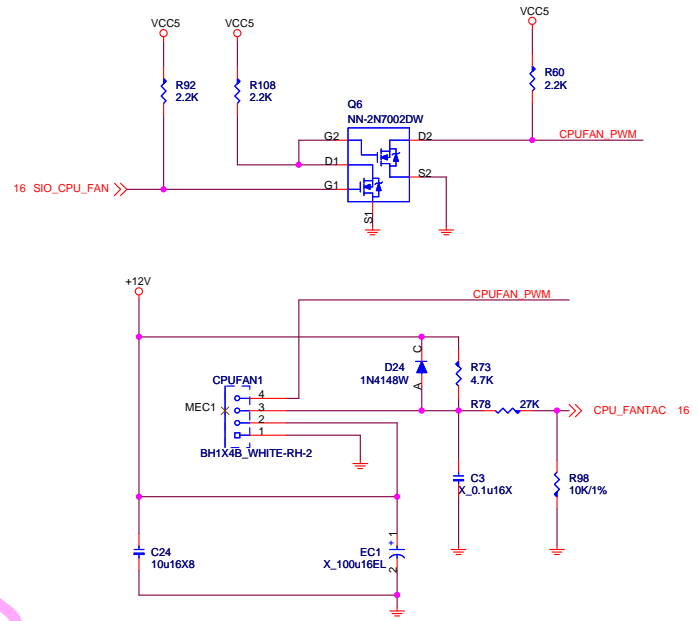 VCC5
VCC5
VCC5
R92
2.2K
R108
2.2K
R60
2.2K
Q6
NN-2N7002DW
G2
D2
CPUFAN_PWM
D1
S2
16 SIO_CPU_FAN
G1
S1
+12V
CPUFAN_PWM
C
D24
1N4148W
A
R73
4.7K
CPUFAN1
MEC1
4
3
2
1
BH1X4B_WHITE-RH-2
R78
27K
CPU_FANTAC 16
C3
X_0.1u16X
R98
10K/1%
C24
10u16X8
EC1
X_100u16EL
+
1
2